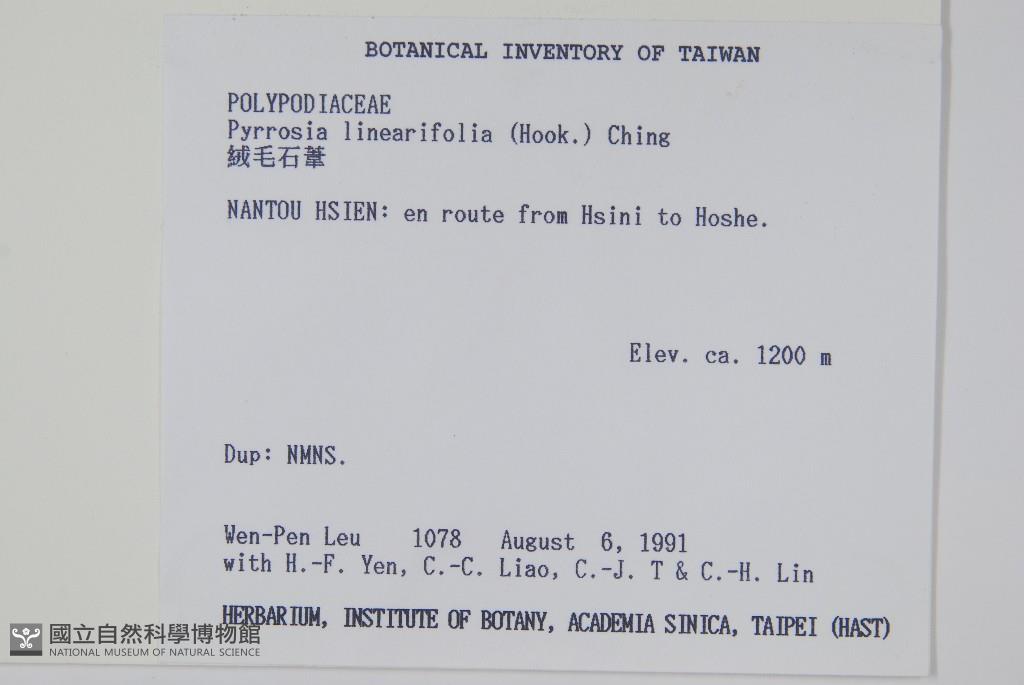 BOTANICAL INVENTORY OF TAIWAN
POLYPODIACEAE
Pyrrosia linearifolia (Hook.) Ching
絨毛石葦
NANTOU HSIEN: en route from Hsini to Hoshe.
Elev. ca. 1200 m
Dup: NMNS.
Wen-Pen Leu 1078 August 6, 1991
with H.-F. Yen, C.-C. Liao, C.-J. T & C.-H. Lin
HERBARIUM, INSTITUTE OF BOTANY, ACADEMIA SINICA, TAIPEI (HAST)
國立自然科學博物館
NATIONAL MUSEUM OF NATURAL SCIENCE